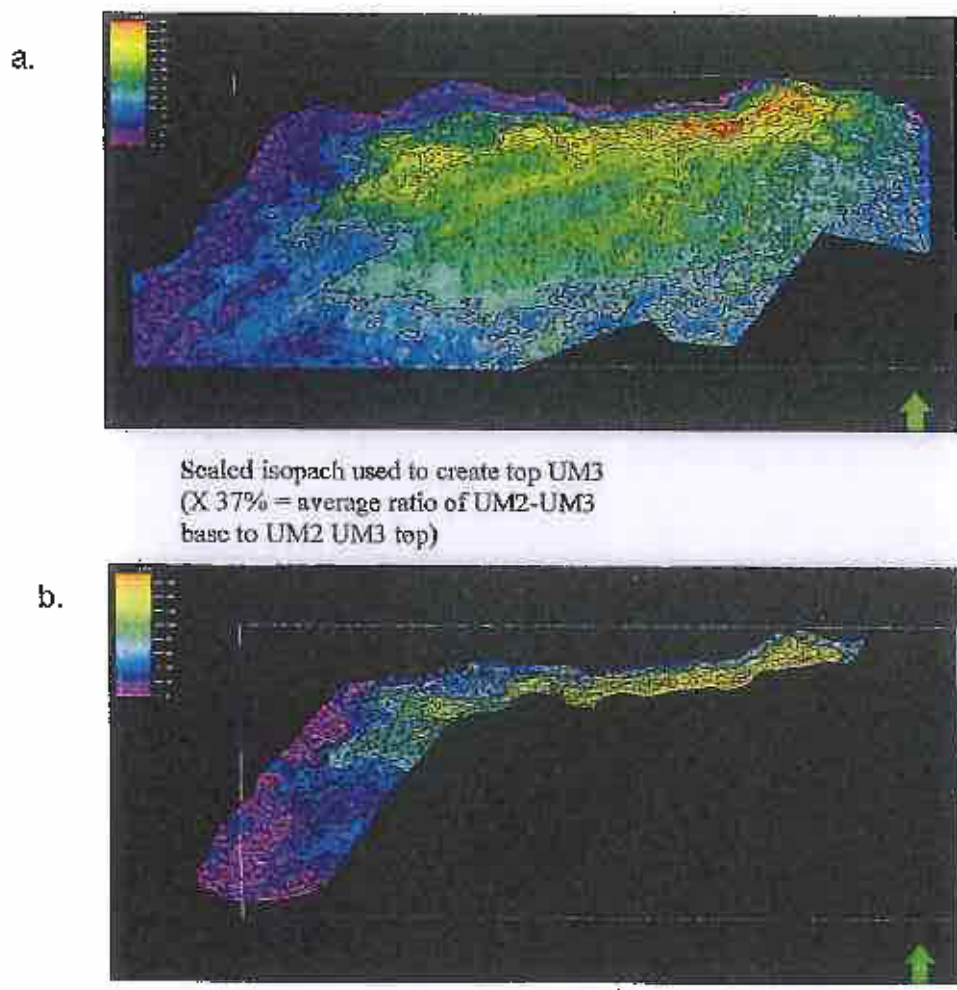 a.
Scaled isopach used to create top UM3
(X 37% = average ratio of UM2-UM3
base to UM2 UM3 top)
b.